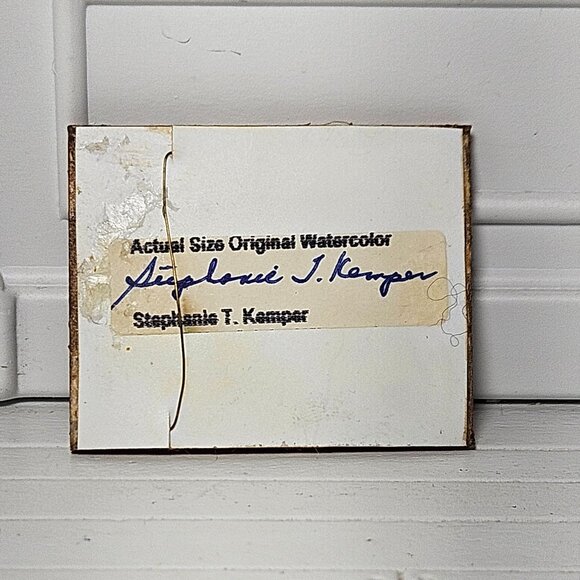 Actual Size Original Watercolor
Stephanie T. Kemper
Stephanie T. Kemper